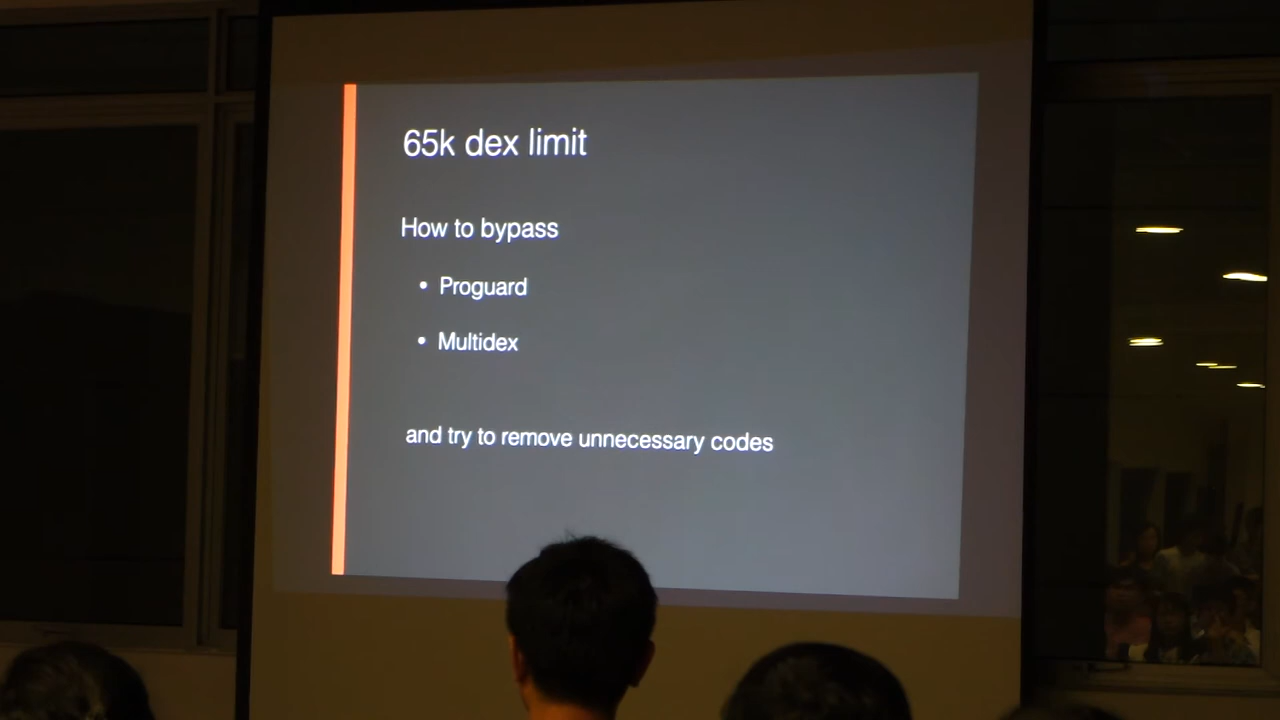 65k dex limit
How to bypass
• Proguard
• Multidex
and try to remove unnecessary codes